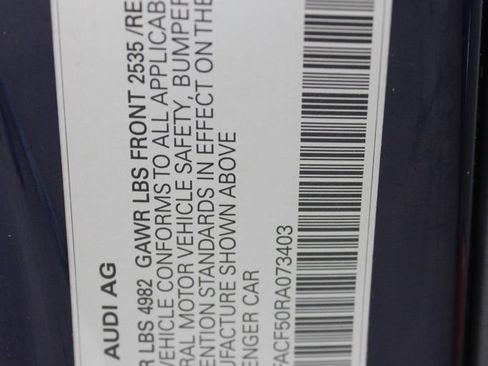 AUDI AG
R LBS 4982 GAWR LBS FRONT 2535 /RE
VEHICLE CONFORMS TO ALL APPLICAB
RAL MOTOR VEHICLE SAFETY, BUMPER
ENTION STANDARDS IN EFFECT ON THE
UFACTURE SHOWN ABOVE
ENGER CAR
FACF50RA073403